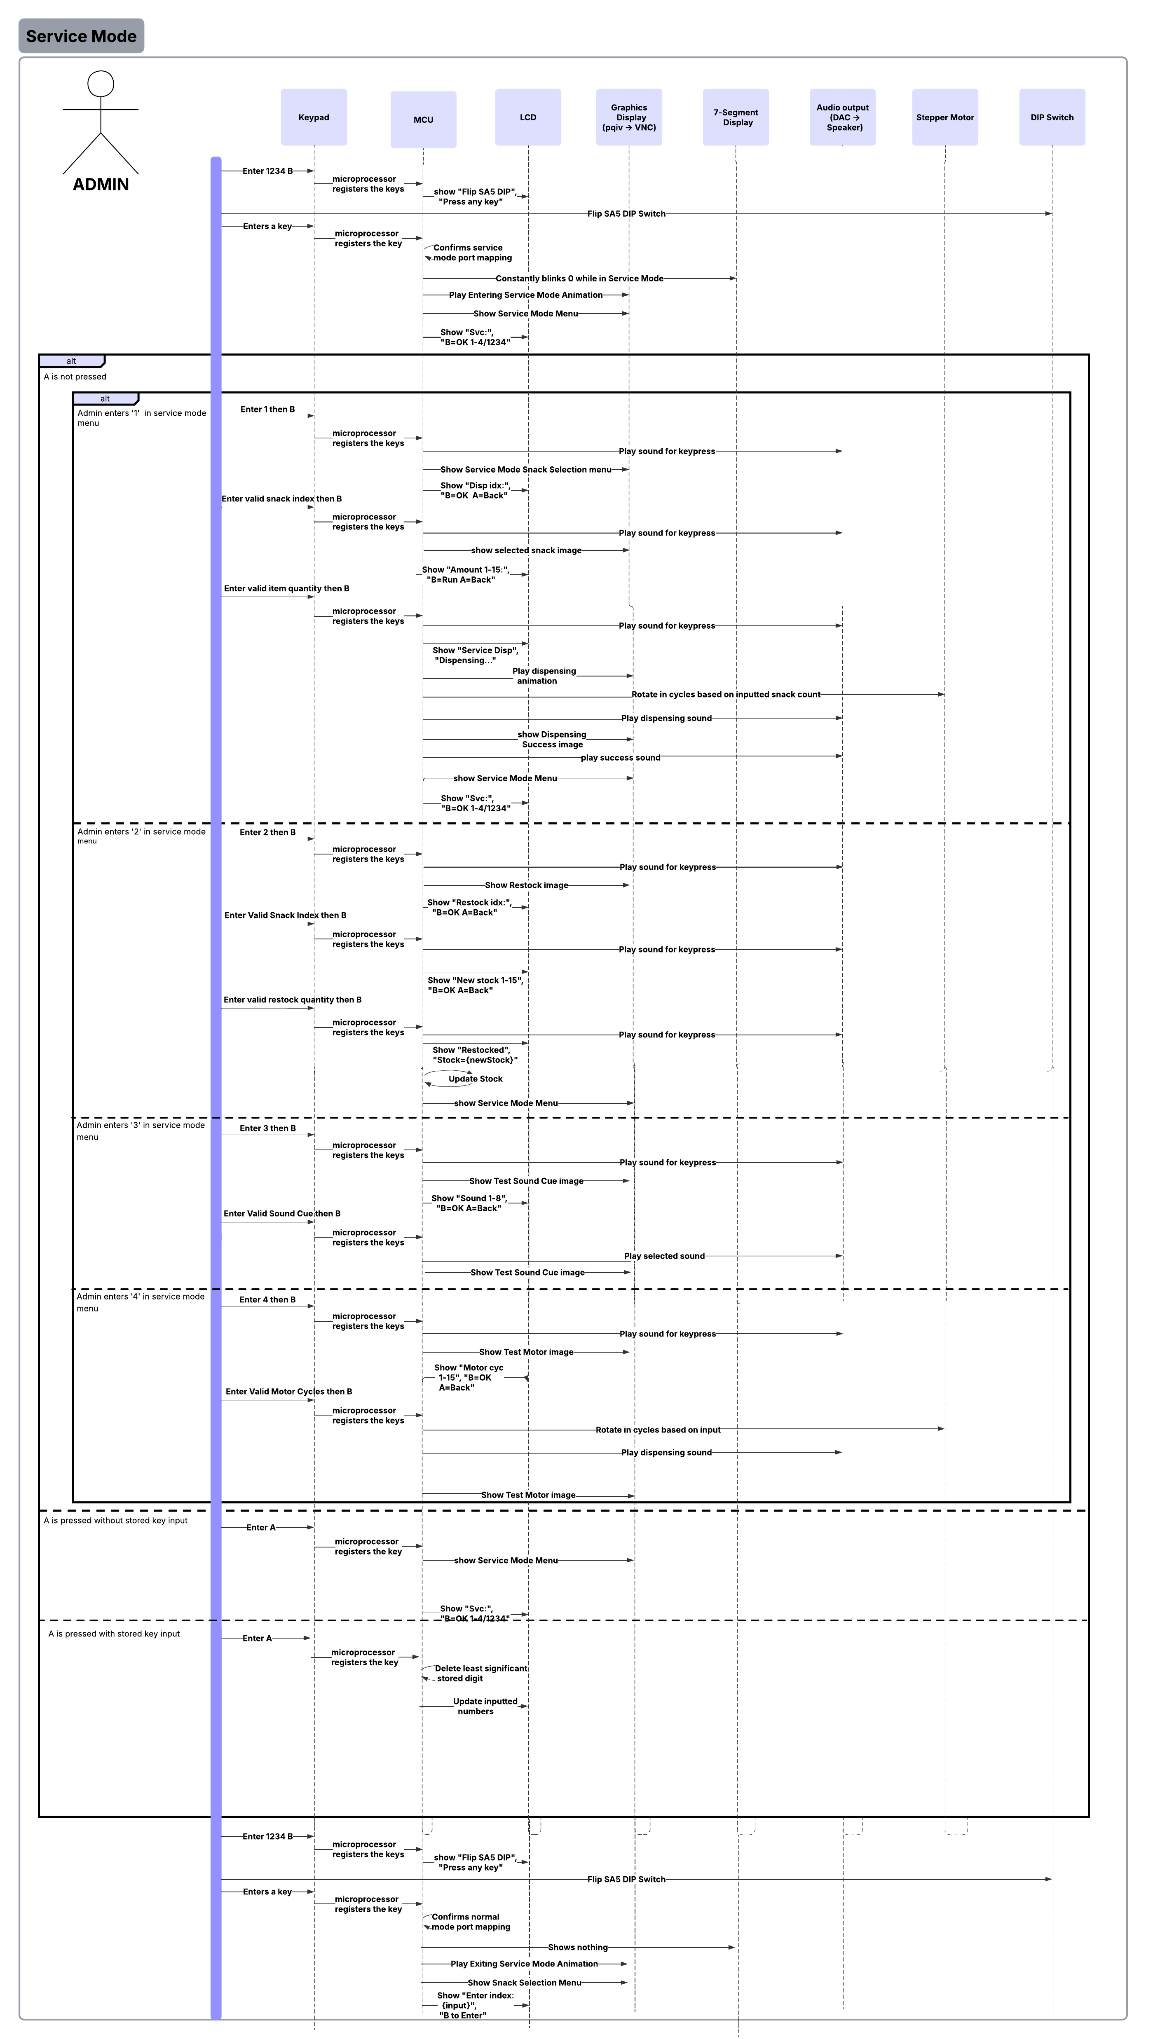 Service Mode
ADMIN
Keypad
MCU
LCD
Graphics
Display
(pqiv → VNC)
7-Segment
Display
Audio output
(DAC →
Speaker)
Stepper Motor
DIP Switch
Enter 1234 B
microprocessor
registers the keys
show "Flip SA5 DIP",
"Press any key"
Flip SA5 DIP Switch
Enters a key
microprocessor
registers the key
Confirms service
mode port mapping
Constantly blinks 0 while in Service Mode
Play Entering Service Mode Animation
Show Service Mode Menu
Show "Svc:",
"B=OK 1-4/1234"
alt
A is not pressed
alt
Admin enters '1' in service mode
menu
Enter 1 then B
microprocessor
registers the keys
Play sound for keypress
Show Service Mode Snack Selection menu
Show "Disp idx:",
"B=OK A=Back"
Enter valid snack index then B
microprocessor
registers the keys
Play sound for keypress
show selected snack image
Show "Amount 1-15:",
"B=Run A=Back"
Enter valid item quantity then B
microprocessor
registers the keys
Play sound for keypress
Show "Service Disp",
"Dispensing..."
Play dispensing
animation
Rotate in cycles based on inputted snack count
Play dispensing sound
show Dispensing
Success image
play success sound
show Service Mode Menu
Show "Svc:",
"B=OK 1-4/1234"
Admin enters '2' in service mode
menu
Enter 2 then B
microprocessor
registers the keys
Play sound for keypress
Show Restock image
Show "Restock idx:",
"B=OK A=Back"
Enter Valid Snack Index then B
microprocessor
registers the keys
Play sound for keypress
Show "New stock 1-15",
"B=OK A=Back"
Enter valid restock quantity then B
microprocessor
registers the keys
Play sound for keypress
Show "Restocked",
"Stock={newStock}"
Update Stock
show Service Mode Menu
Admin enters '3' in service mode
menu
Enter 3 then B
microprocessor
registers the keys
Play sound for keypress
Show Test Sound Cue image
Show "Sound 1-8",
"B=OK A=Back"
Enter Valid Sound Cue then B
microprocessor
registers the keys
Play selected sound
Show Test Sound Cue image
Admin enters '4' in service mode
menu
Enter 4 then B
microprocessor
registers the keys
Play sound for keypress
Show Test Motor image
Show "Motor cyc
1-15", "B=OK
A=Back"
Enter Valid Motor Cycles then B
microprocessor
registers the keys
Rotate in cycles based on input
Play dispensing sound
Show Test Motor image
A is pressed without stored key input
Enter A
microprocessor
registers the key
show Service Mode Menu
Show "Svc:",
"B=OK 1-4/1234"
A is pressed with stored key input
Enter A
microprocessor
registers the key
Delete least significant
stored digit
Update inputted
numbers
Enter 1234 B
microprocessor
registers the keys
show "Flip SA5 DIP",
"Press any key"
Flip SA5 DIP Switch
Enters a key
microprocessor
registers the key
Confirms normal
mode port mapping
Shows nothing
Play Exiting Service Mode Animation
Show Snack Selection Menu
Show "Enter index:
{input}",
"B to Enter"